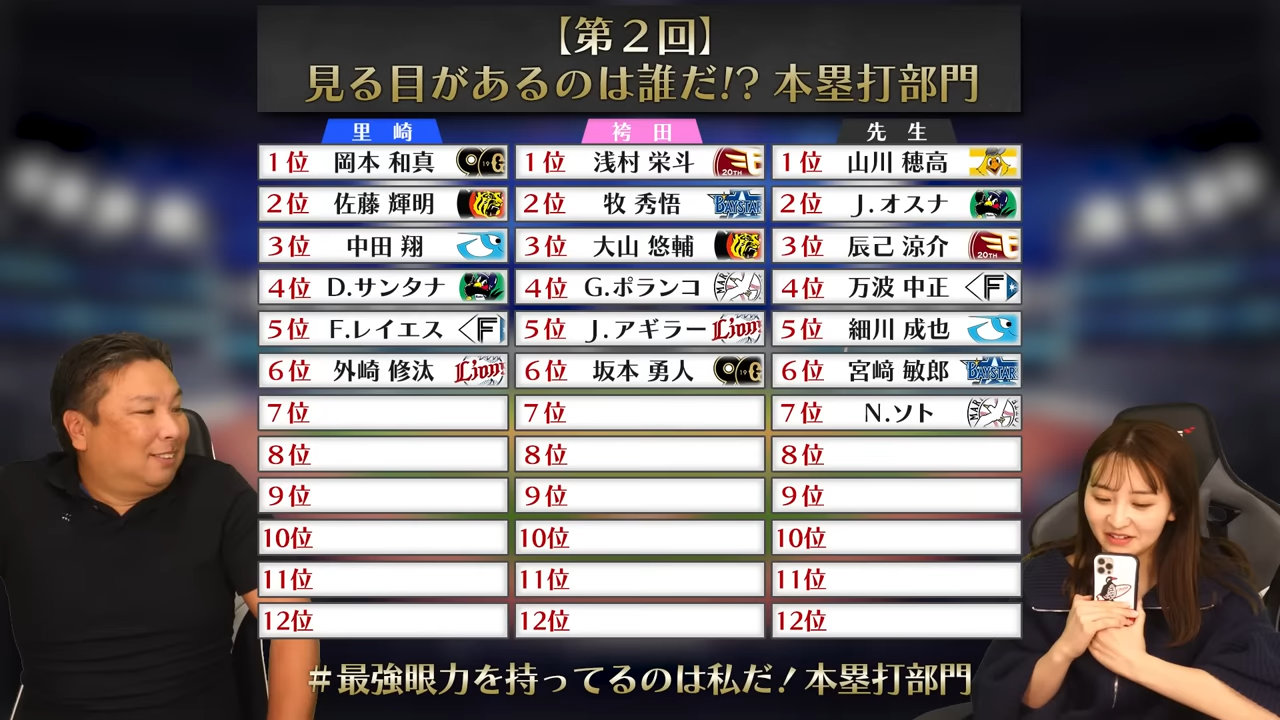 【第2回】
見る目があるのは誰だ!? 本塁打部門
里崎 袴田 先生
1位 岡本 和真 1位 浅村 栄斗 1位 山川 穂高
2位 佐藤 輝明 2位 牧 秀悟 2位 J.オスナ
3位 中田 翔 3位 大山 悠輔 3位 辰己 涼介
4位 D.サンタナ 4位 G.ポランコ 4位 万波 中正
5位 F.レイエス 5位 J.アギラー 5位 細川 成也
6位 外崎 修汰 6位 坂本 勇人 6位 宮﨑 敏郎
7位 7位 7位 N.ソト
8位 8位 8位
9位 9位 9位
10位 10位 10位
11位 11位 11位
12位 12位 12位
#最強眼力を持ってるのは私だ!本塁打部門